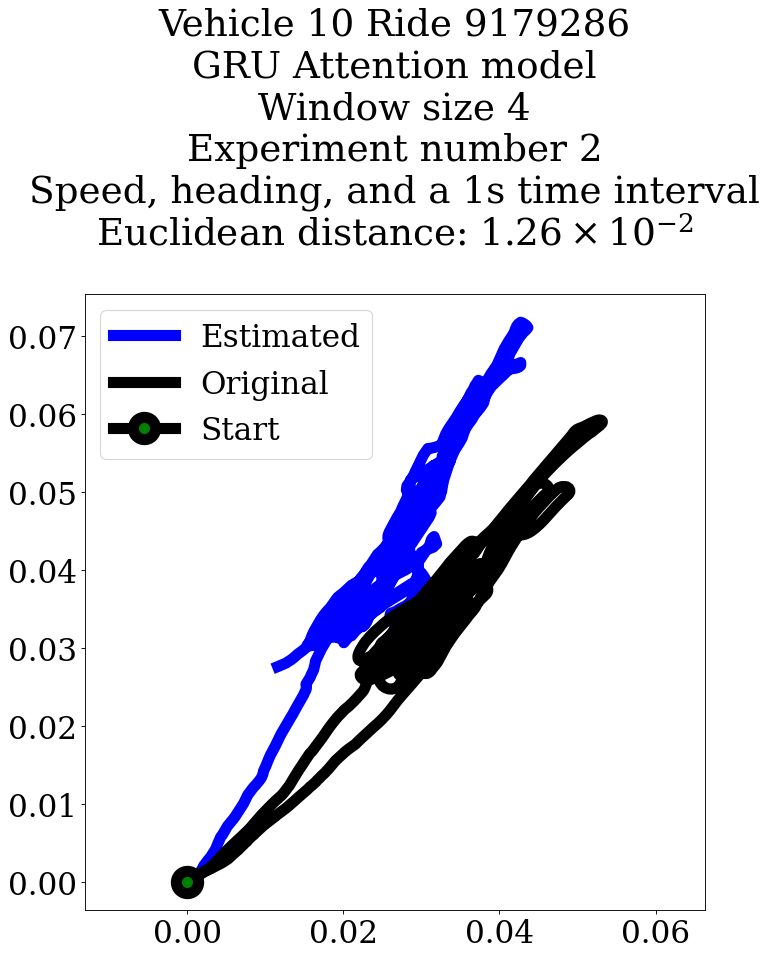 Vehicle 10 Ride 9179286
GRU Attention model
Window size 4
Experiment number 2
Speed, heading, and a 1s time interval
Euclidean distance: 1.26 × 10⁻²
Estimated
Original
Start
0.07
0.06
0.05
0.04
0.03
0.02
0.01
0.00
0.00 0.02 0.04 0.06